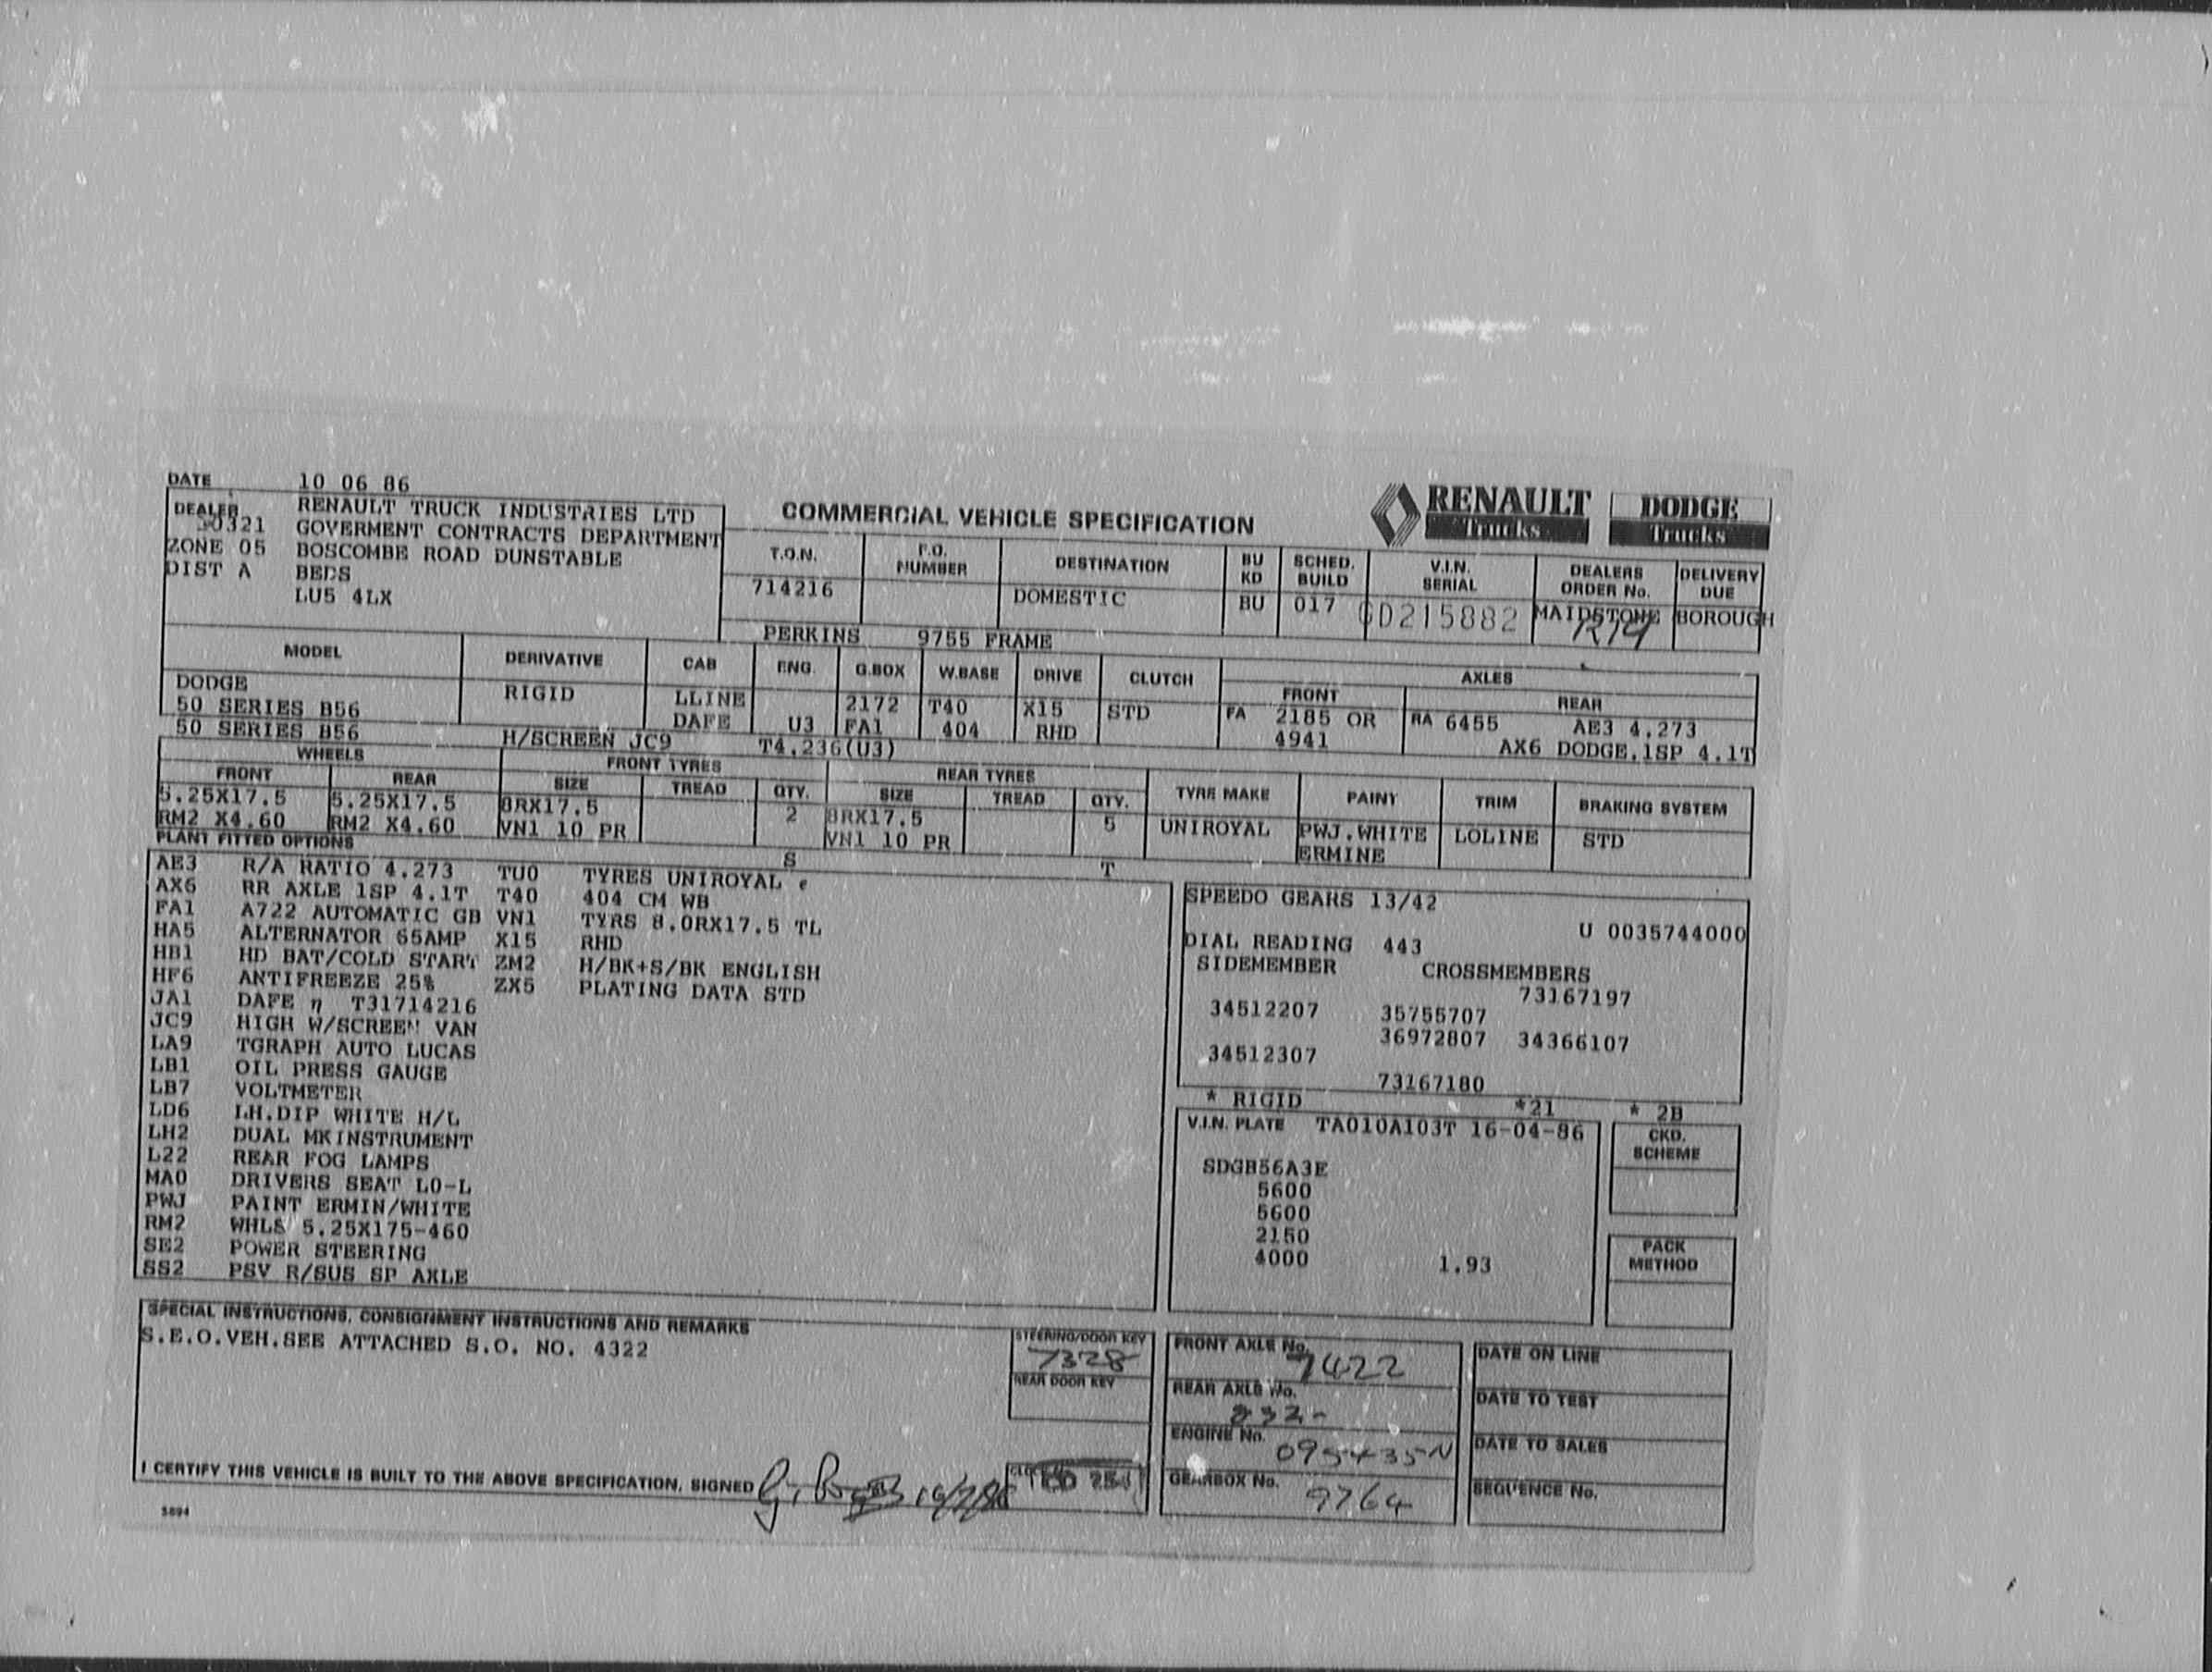 DATE 10 06 86
DEALER RENAULT TRUCK INDUSTRIES LTD
30321 GOVERMENT CONTRACTS DEPARTMENT
ZONE 05 BOSCOMBE ROAD DUNSTABLE
DIST A BEDS
LU5 4LX
COMMERCIAL VEHICLE SPECIFICATION
RENAULT Trucks
DODGE Trucks
T.O.N. F.O. NUMBER DESTINATION BU KD SCHED. BUILD V.I.N. SERIAL DEALERS ORDER No. DELIVERY DUE
714216 DOMESTIC BU 017 GD215882 MAIDSTONE BOROUGH
R14
PERKINS 9755 FRAME
MODEL DERIVATIVE CAB ENG. G.BOX W.BASE DRIVE CLUTCH AXLES
FRONT REAR
DODGE RIGID LLINE 2172 T40 X15 STD FA 2185 OR RA 6455 AE3 4.273
50 SERIES B56 DAFE U3 FA1 404 RHD 4941 AX6 DODGE.1SP 4.1T
50 SERIES B56 H/SCREEN JC9 T4.236(U3)
WHEELS FRONT TYRES REAR TYRES
FRONT REAR SIZE TREAD QTY. SIZE TREAD QTY. TYRE MAKE PAINT TRIM BRAKING SYSTEM
5.25X17.5 5.25X17.5 8RX17.5 2 8RX17.5 5 UNIROYAL PWJ.WHITE LOLINE STD
RM2 X4.60 RM2 X4.60 VN1 10 PR VN1 10 PR ERMINE
PLANT FITTED OPTIONS
S T
AE3 R/A RATIO 4.273 TU0 TYRES UNIROYAL
AX6 RR AXLE 1SP 4.1T T40 404 CM WB
FA1 A722 AUTOMATIC GB VN1 TYRS 8.0RX17.5 TL
HA5 ALTERNATOR 65AMP X15 RHD
HB1 HD BAT/COLD START ZM2 H/BK+S/BK ENGLISH
HF6 ANTIFREEZE 25% ZX5 PLATING DATA STD
JA1 DAFE η T31714216
JC9 HIGH W/SCREEN VAN
LA9 TGRAPH AUTO LUCAS
LB1 OIL PRESS GAUGE
LB7 VOLTMETER
LD6 LH.DIP WHITE H/L
LH2 DUAL MKINSTRUMENT
L22 REAR FOG LAMPS
MA0 DRIVERS SEAT LO-L
PWJ PAINT ERMIN/WHITE
RM2 WHLS 5.25X175-460
SE2 POWER STEERING
SS2 PSV R/SUS SP AXLE
SPEEDO GEARS 13/42
U 0035744000
DIAL READING 443
SIDEMEMBER CROSSMEMBERS
73167197
34512207 35755707
36972807 34366107
34512307
73167180
* RIGID *21 * 2B
V.I.N. PLATE TA010A103T 16-04-86
SDGB56A3E
5600
5600
2150
4000 1.93
CKD. SCHEME
PACK METHOD
SPECIAL INSTRUCTIONS, CONSIGNMENT INSTRUCTIONS AND REMARKS
S.E.O.VEH.SEE ATTACHED S.O. NO. 4322
STEERING/DOOR KEY
7328
REAR DOOR KEY
FRONT AXLE No. 7422
REAR AXLE No.
ENGINE No. 095435N
GEARBOX No. 9764
DATE ON LINE
DATE TO TEST
DATE TO SALES
SEQUENCE No.
I CERTIFY THIS VEHICLE IS BUILT TO THE ABOVE SPECIFICATION, SIGNED
5894